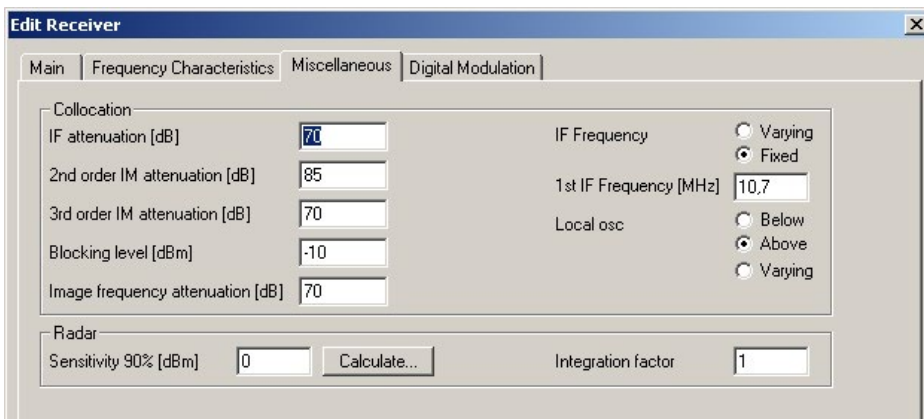 Edit Receiver
Main Frequency Characteristics Miscellaneous Digital Modulation
Collocation
IF attenuation [dB] 70
2nd order IM attenuation [dB] 85
3rd order IM attenuation [dB] 70
Blocking level [dBm] -10
Image frequency attenuation [dB] 70
IF Frequency Varying
Fixed
1st IF Frequency [MHz] 10,7
Local osc Below
Above
Varying
Radar
Sensitivity 90% [dBm] 0 Calculate... Integration factor 1